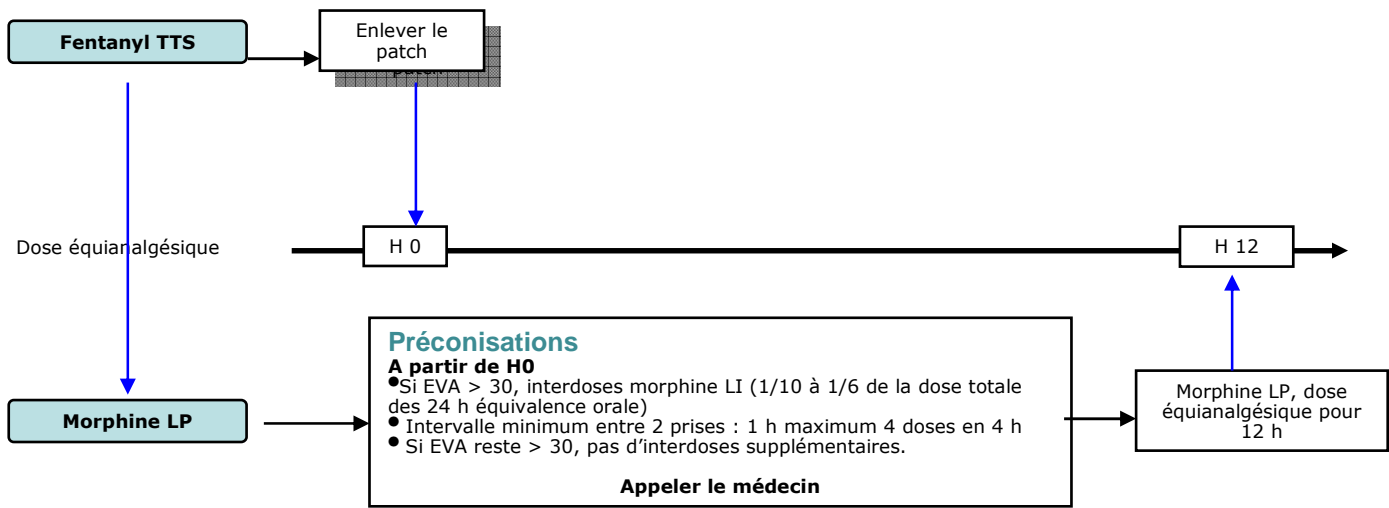 Fentanyl TTS
Enlever le
patch
patch
Dose équianalgésique
H 0
H 12
Préconisations
A partir de H0
●Si EVA > 30, interdoses morphine LI (1/10 à 1/6 de la dose totale
des 24 h équivalence orale)
● Intervalle minimum entre 2 prises : 1 h maximum 4 doses en 4 h
● Si EVA reste > 30, pas d’interdoses supplémentaires.
Appeler le médecin
Morphine LP
Morphine LP, dose
équianalgésique pour
12 h